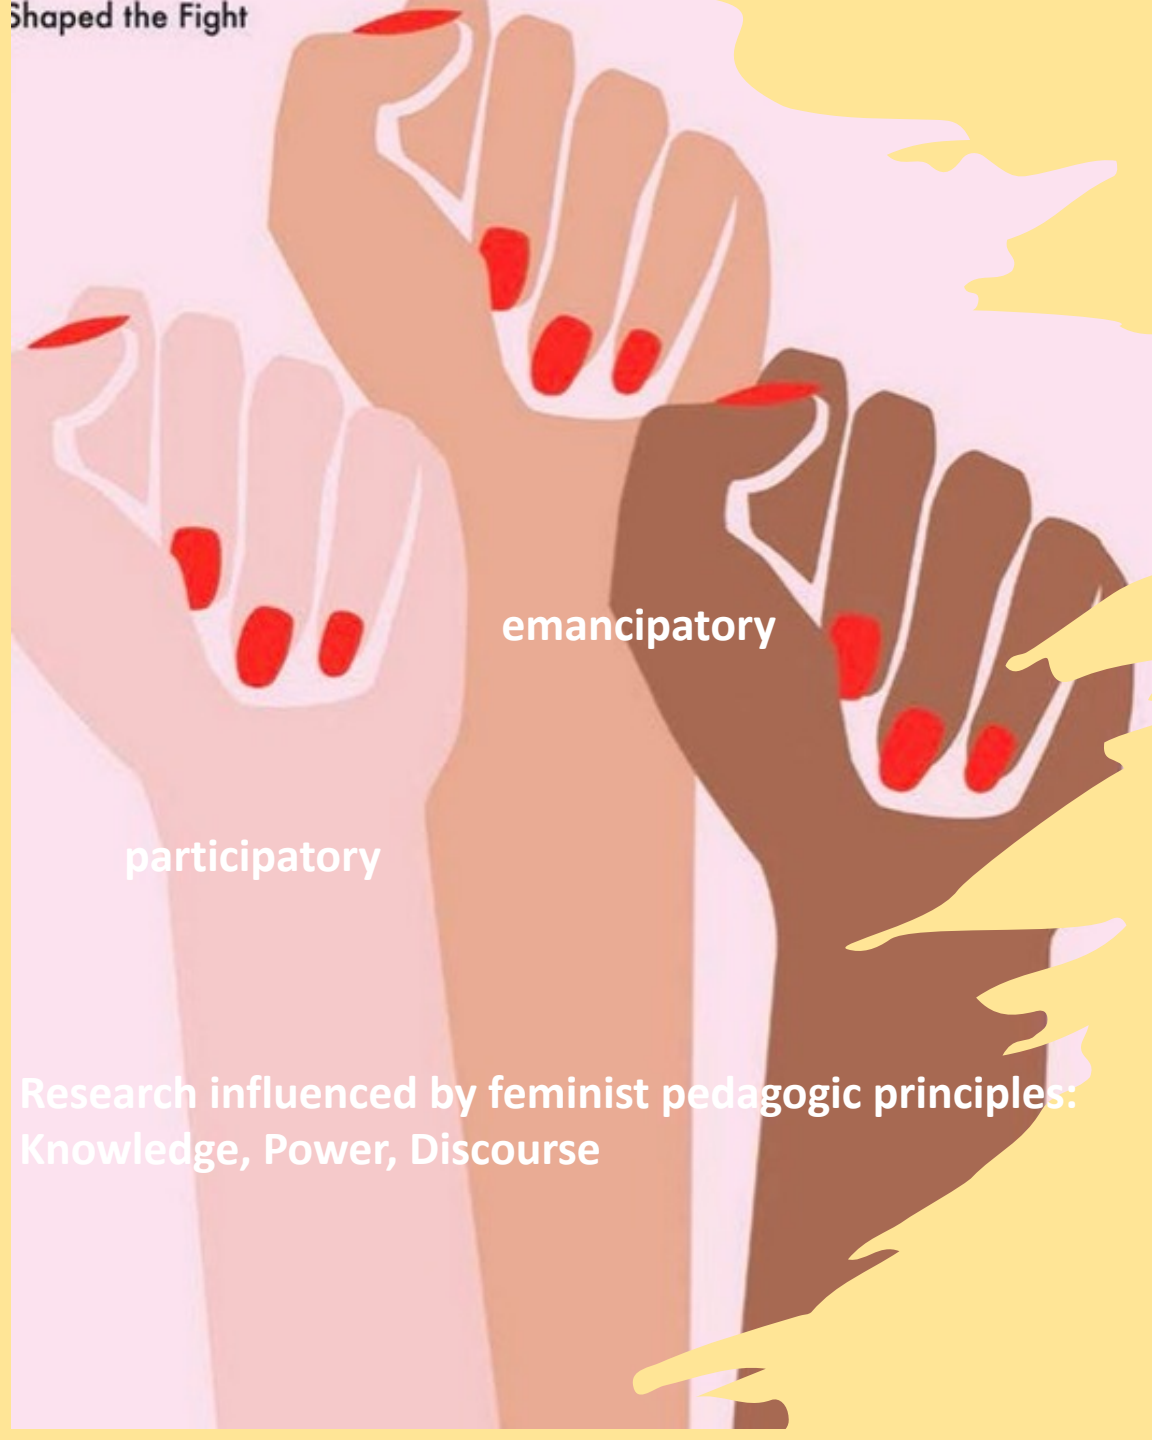 Shaped the Fight
emancipatory
participatory
Research influenced by feminist pedagogic principles:
Knowledge, Power, Discourse